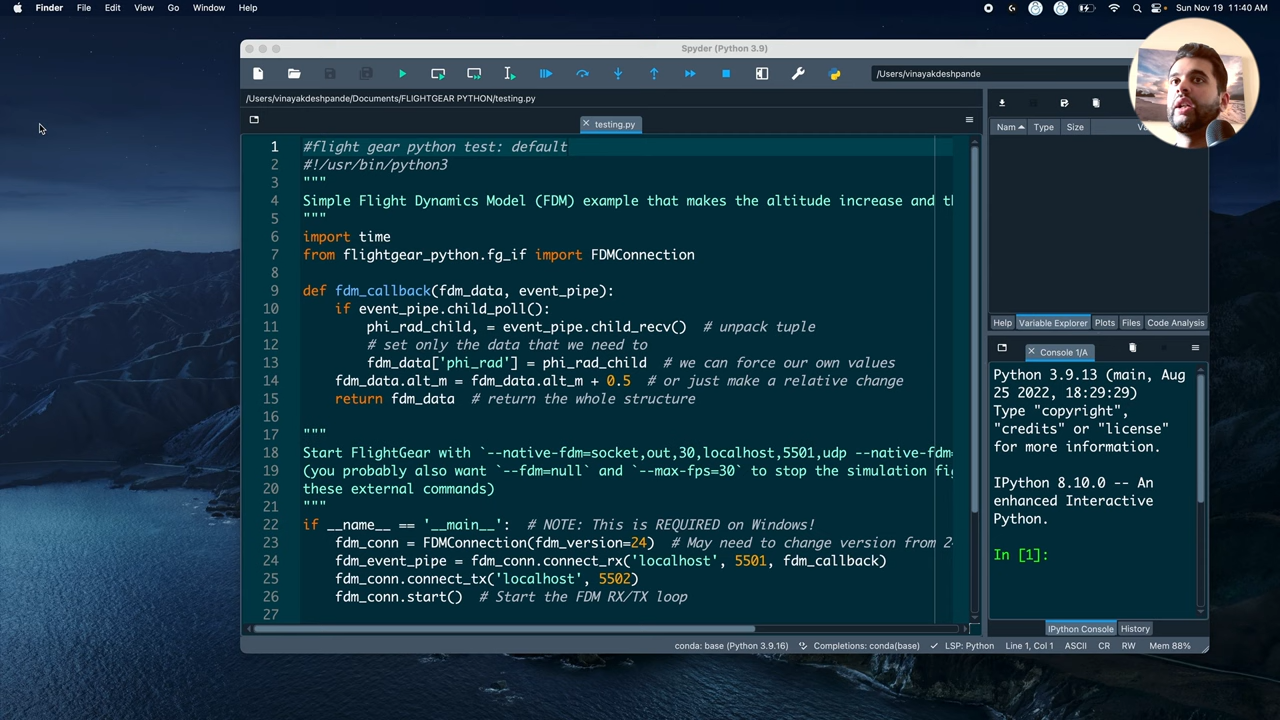 Finder File Edit View Go Window Help Sun Nov 19 11:40 AM
Spyder (Python 3.9)
/Users/vinayakdeshpande
/Users/vinayakdeshpande/Documents/FLIGHTGEAR PYTHON/testing.py
testing.py
1 #flight gear python test: default
2 #!/usr/bin/python3
3 """
4 Simple Flight Dynamics Model (FDM) example that makes the altitude increase and th
5 """
6 import time
7 from flightgear_python.fg_if import FDMConnection
8
9 def fdm_callback(fdm_data, event_pipe):
10 if event_pipe.child_poll():
11 phi_rad_child, = event_pipe.child_recv()  # unpack tuple
12 # set only the data that we need to
13 fdm_data['phi_rad'] = phi_rad_child  # we can force our own values
14 fdm_data.alt_m = fdm_data.alt_m + 0.5  # or just make a relative change
15 return fdm_data  # return the whole structure
16
17 """
18 Start FlightGear with `--native-fdm=socket,out,30,localhost,5501,udp --native-fdm=
19 (you probably also want `--fdm=null` and `--max-fps=30` to stop the simulation fig
20 these external commands)
21 """
22 if __name__ == '__main__':  # NOTE: This is REQUIRED on Windows!
23 fdm_conn = FDMConnection(fdm_version=24)  # May need to change version from 24
24 fdm_event_pipe = fdm_conn.connect_rx('localhost', 5501, fdm_callback)
25 fdm_conn.connect_tx('localhost', 5502)
26 fdm_conn.start()  # Start the FDM RX/TX loop
27
Nam Type Size Va
Help Variable Explorer Plots Files Code Analysis
Console 1/A
Python 3.9.13 (main, Aug
25 2022, 18:29:29)
Type "copyright",
"credits" or "license"
for more information.
IPython 8.10.0 -- An
enhanced Interactive
Python.
In [1]:
IPython Console History
conda: base (Python 3.9.16) Completions: conda(base) LSP: Python Line 1, Col 1 ASCII CR RW Mem 88%